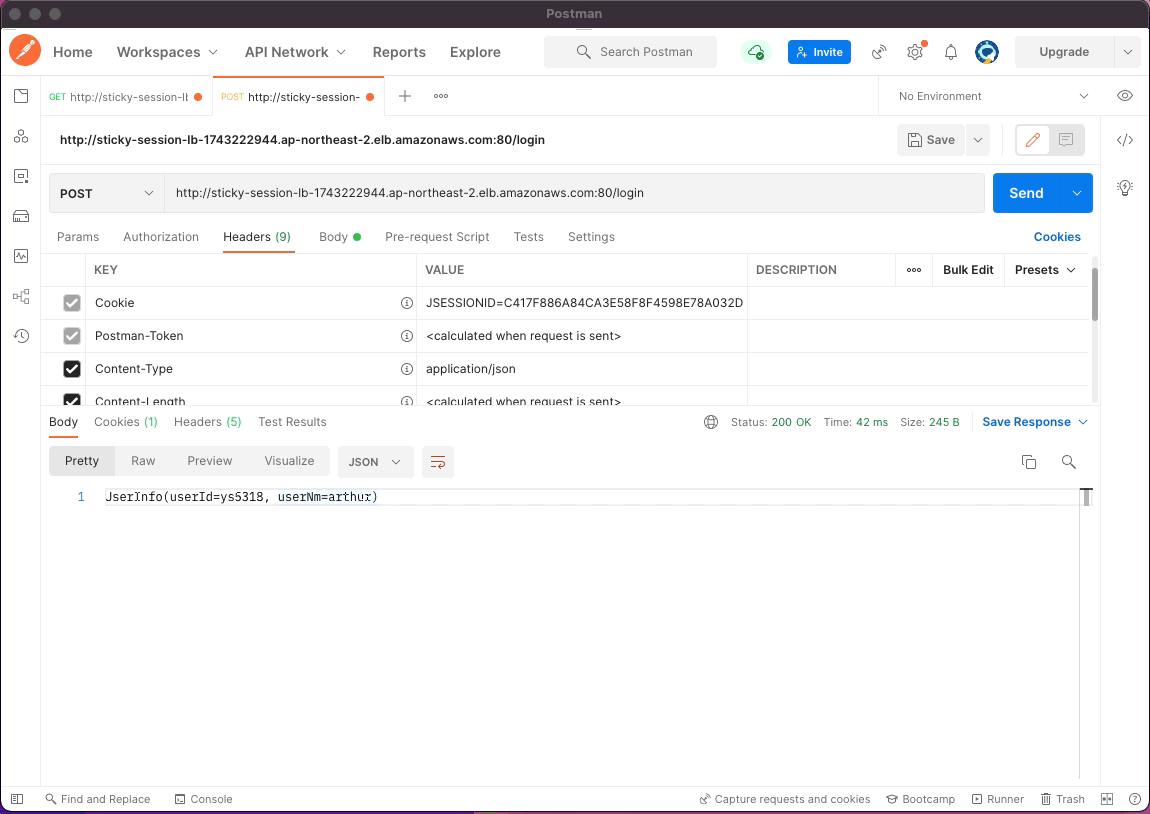 Postman
Home Workspaces API Network Reports Explore Search Postman Invite Upgrade
GET http://sticky-session-lb POST http://sticky-session- No Environment
http://sticky-session-lb-1743222944.ap-northeast-2.elb.amazonaws.com:80/login Save
POST http://sticky-session-lb-1743222944.ap-northeast-2.elb.amazonaws.com:80/login Send
Params Authorization Headers (9) Body Pre-request Script Tests Settings Cookies
KEY VALUE DESCRIPTION Bulk Edit Presets
Cookie JSESSIONID=C417F886A84CA3E58F8F4598E78A032D
Postman-Token <calculated when request is sent>
Content-Type application/json
Content-Length <calculated when request is sent>
Body Cookies (1) Headers (5) Test Results Status: 200 OK Time: 42 ms Size: 245 B Save Response
Pretty Raw Preview Visualize JSON
1 UserInfo(userId=ys5318, userNm=arthur)
Find and Replace Console Capture requests and cookies Bootcamp Runner Trash